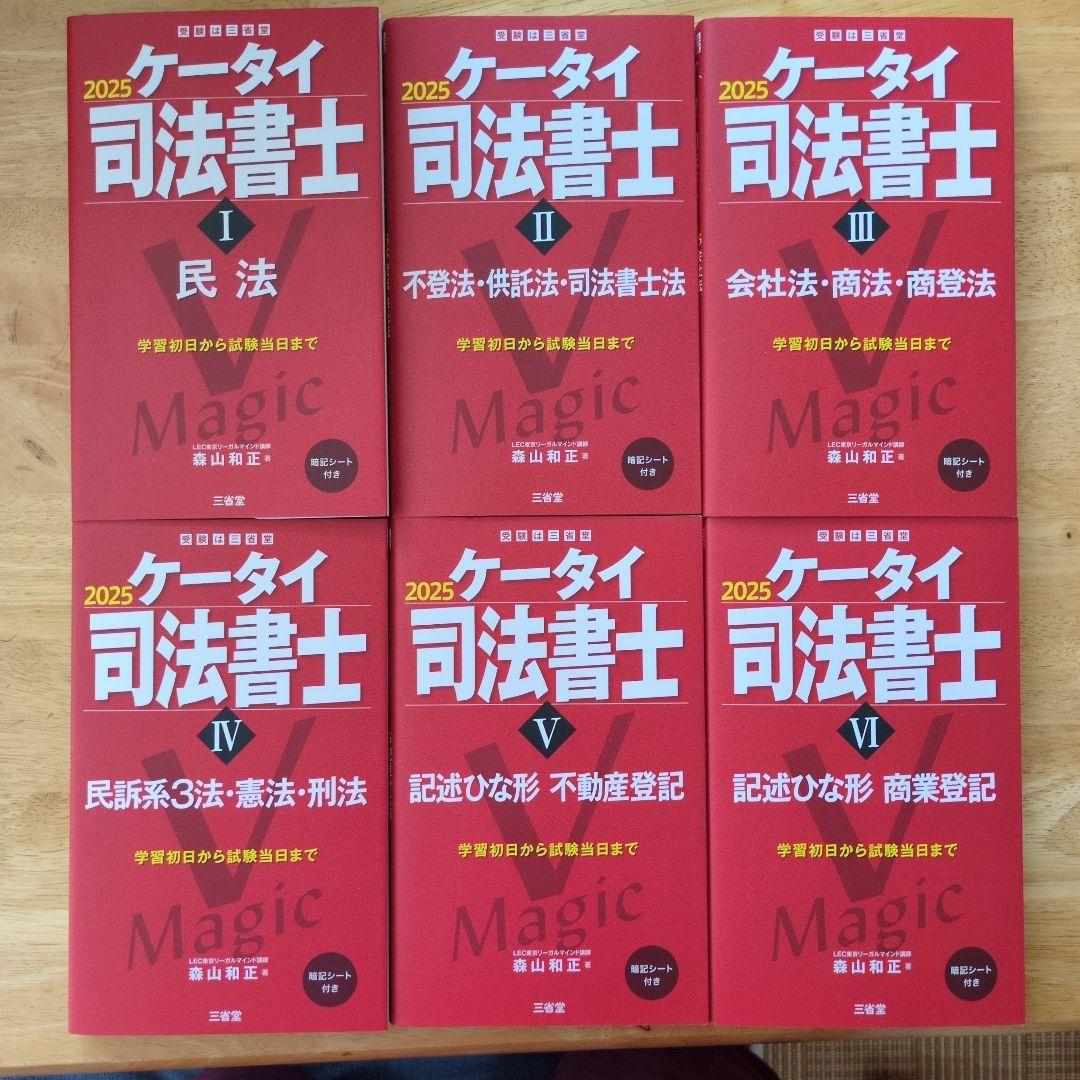 受験は三省堂
2025 ケータイ
司法書士
I
民法
学習初日から試験当日まで
V Magic
LEC東京リーガルマインド講師
森山和正 著
暗記シート
付き
三省堂
受験は三省堂
2025 ケータイ
司法書士
II
不登法・供託法・司法書士法
学習初日から試験当日まで
V Magic
LEC東京リーガルマインド講師
森山和正 著
暗記シート
付き
三省堂
受験は三省堂
2025 ケータイ
司法書士
III
会社法・商法・商登法
学習初日から試験当日まで
V Magic
LEC東京リーガルマインド講師
森山和正 著
暗記シート
付き
三省堂
受験は三省堂
2025 ケータイ
司法書士
IV
民訴系3法・憲法・刑法
学習初日から試験当日まで
V Magic
LEC東京リーガルマインド講師
森山和正 著
暗記シート
付き
三省堂
受験は三省堂
2025 ケータイ
司法書士
V
記述ひな形 不動産登記
学習初日から試験当日まで
V Magic
LEC東京リーガルマインド講師
森山和正 著
暗記シート
付き
三省堂
受験は三省堂
2025 ケータイ
司法書士
VI
記述ひな形 商業登記
学習初日から試験当日まで
V Magic
LEC東京リーガルマインド講師
森山和正 著
暗記シート
付き
三省堂